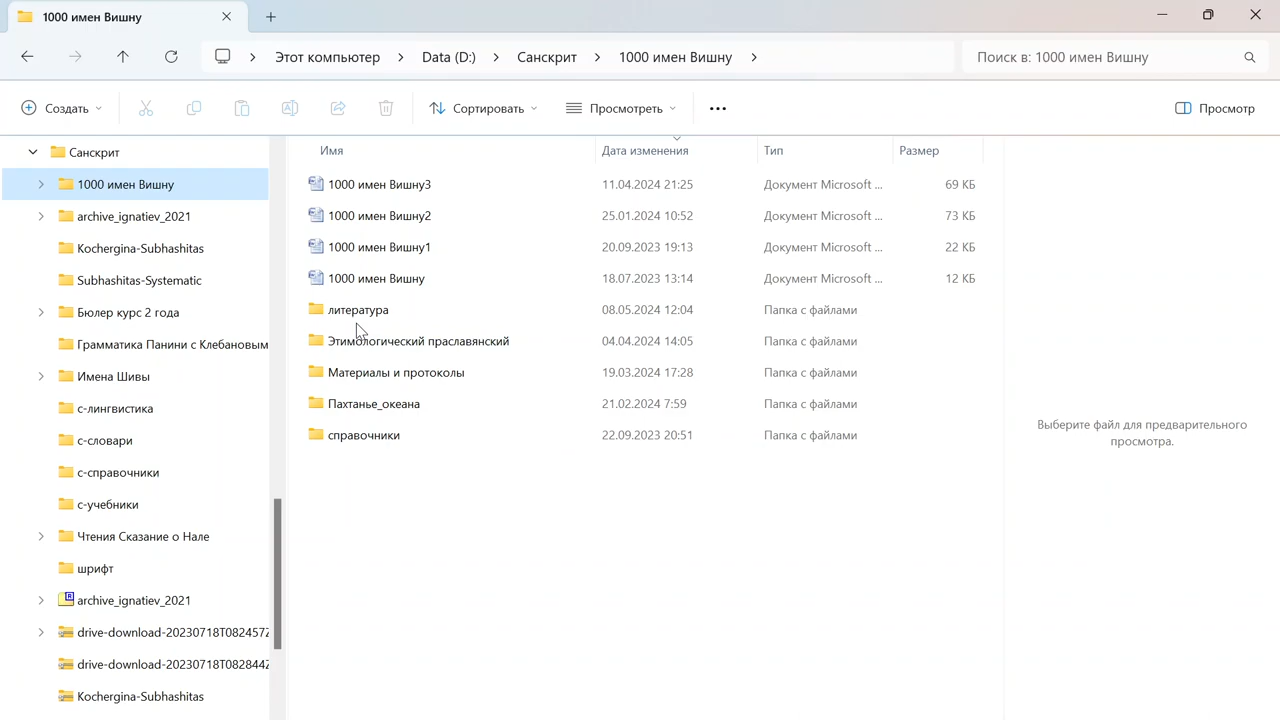 1000 имен Вишну
Этот компьютер > Data (D:) > Санскрит > 1000 имен Вишну >
Поиск в: 1000 имен Вишну
Создать
Сортировать
Просмотреть
Просмотр
Санскрит
1000 имен Вишну
archive_ignatiev_2021
Kochergina-Subhashitas
Subhashitas-Systematic
Бюлер курс 2 года
Грамматика Панини с Клебановым
Имена Шивы
с-лингвистика
с-словари
с-справочники
с-учебники
Чтения Сказание о Нале
шрифт
archive_ignatiev_2021
drive-download-20230718T082457Z
drive-download-20230718T082844Z
Kochergina-Subhashitas
Имя Дата изменения Тип Размер
1000 имен Вишну3 11.04.2024 21:25 Документ Microsoft ... 69 КБ
1000 имен Вишну2 25.01.2024 10:52 Документ Microsoft ... 73 КБ
1000 имен Вишну1 20.09.2023 19:13 Документ Microsoft ... 22 КБ
1000 имен Вишну 18.07.2023 13:14 Документ Microsoft ... 12 КБ
литература 08.05.2024 12:04 Папка с файлами
Этимологический праславянский 04.04.2024 14:05 Папка с файлами
Материалы и протоколы 19.03.2024 17:28 Папка с файлами
Пахтанье_океана 21.02.2024 7:59 Папка с файлами
справочники 22.09.2023 20:51 Папка с файлами
Выберите файл для предварительного
просмотра.